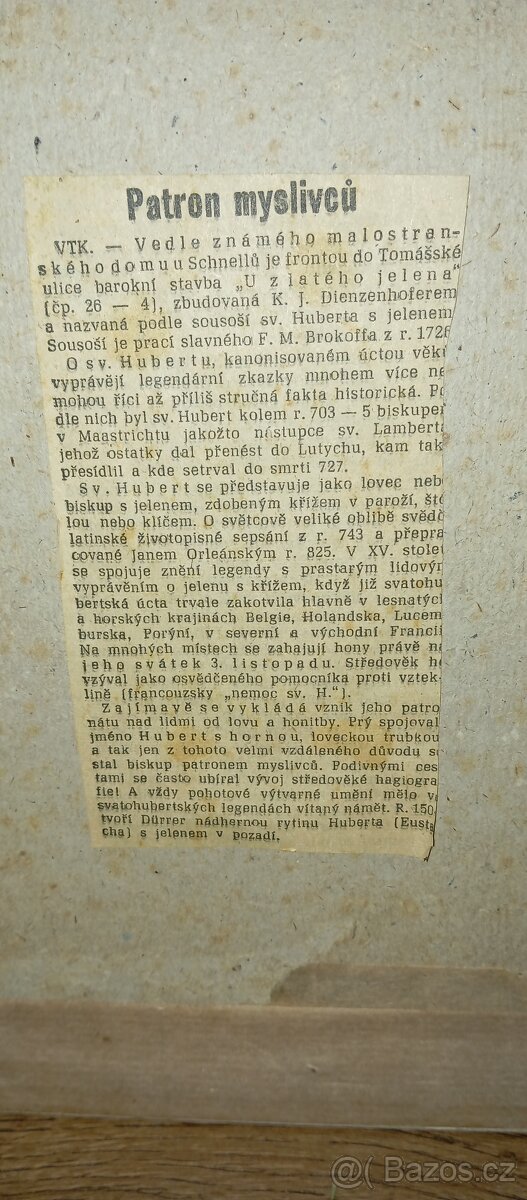 Patron myslivců
VTK. — Vedle známého malostran-
ského domu u Schnellů je frontou do Tomášské
ulice barokní stavba „U zlatého jelena"
(čp. 26 — 4), zbudovaná K. J. Dienzenhoferem
a nazvaná podle sousoší sv. Huberta s jelenem
Sousoší je prací slavného F. M. Brokoffa z r. 1726
O sv. Hubertu, kanonisovaném úctou věků
vyprávějí legendární zkazky mnohem více ne
mohou říci až příliš stručná fakta historická. Po
dle nich byl sv. Hubert kolem r. 703 — 5 biskupem
v Maastrichtu jakožto nástupce sv. Lamberta
jehož ostatky dal přenést do Lutychu, kam tak
přesídlil a kde setrval do smrti 727.
Sv. Hubert se představuje jako lovec neb
biskup s jelenem, zdobeným křížem v paroží, ště
lou nebo klíčem. O světcově veliké oblibě svědč
latinské životopisné sepsání z r. 743 a přepra
cované Janem Orleánským r. 825. V XV. stolet
se spojuje znění legendy s prastarým lidovým
vyprávěním o jelenu s křížem, když již svatohu
bertská úcta trvale zakotvila hlavně v lesnatýc
a horských krajinách Belgie, Holandska, Lucem
burska, Porýní, v severní a východní Francii
Na mnohých místech se zahajují hony právě n
jeho svátek 3. listopadu. Středověk h
vzýval jako osvědčeného pomocníka proti vztek
lině (francouzsky „nemoc sv. H.").
Zajímavě se vykládá vznik jeho patro
nátu nad lidmi od lovu a honitby. Prý spojoval
jméno Hubert s hornou, loveckou trubkou
a tak jen z tohoto velmi vzdáleného důvodu s
stal biskup patronem myslivců. Podivnými ces
tami se často ubíral vývoj středověké hagiogra
fie! A vždy pohotové výtvarné umění mělo v
svatohubertských legendách vítaný námět. R. 150
tvoří Dürrer nádhernou rytinu Huberta (Eust
cha) s jelenem v pozadí.
@( Bazos.cz